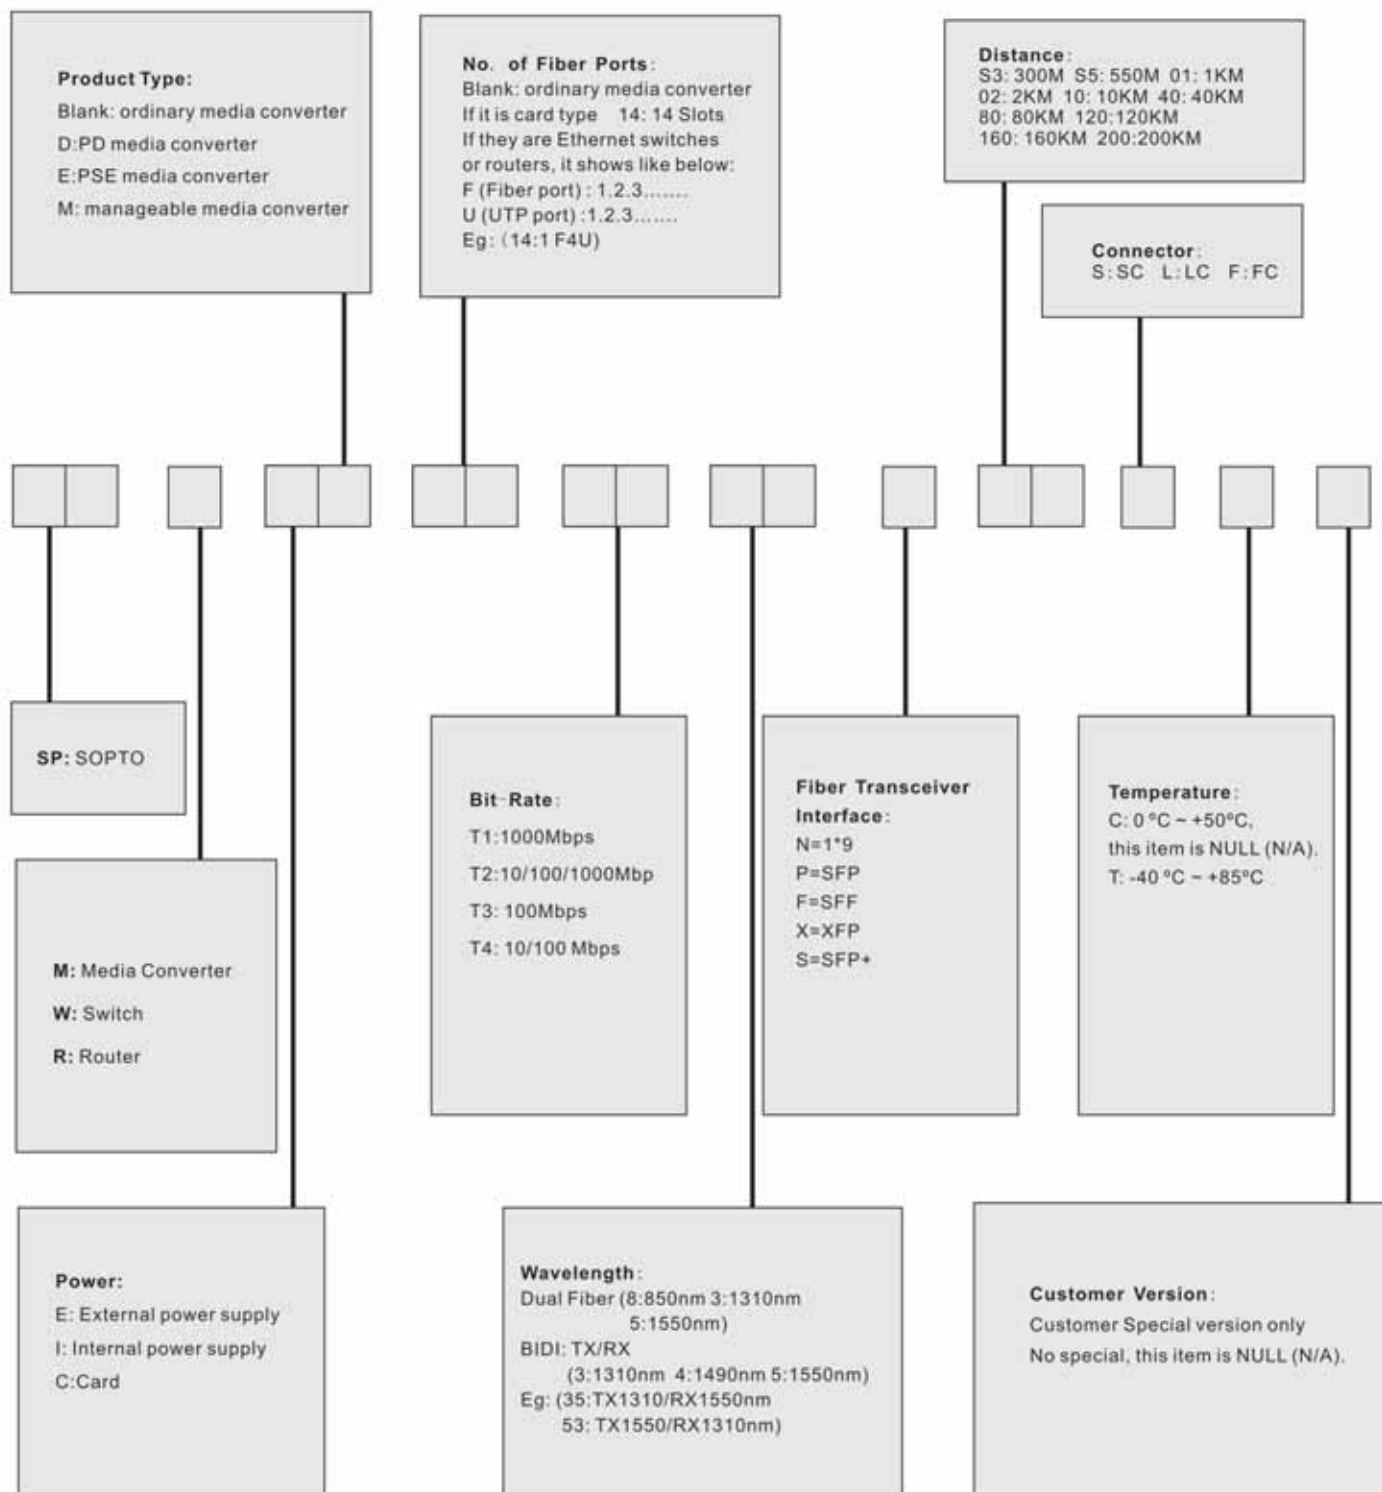 Product Type:
Blank: ordinary media converter
D:PD media converter
E:PSE media converter
M: manageable media converter
No. of Fiber Ports:
Blank: ordinary media converter
If it is card type 14: 14 Slots
If they are Ethernet switches
or routers, it shows like below:
F (Fiber port) : 1.2.3.......
U (UTP port) :1.2.3.......
Eg: (14:1 F4U)
Distance:
S3: 300M S5: 550M 01: 1KM
02: 2KM 10: 10KM 40: 40KM
80: 80KM 120:120KM
160: 160KM 200:200KM
Connector:
S: SC L: LC F: FC
SP: SOPTO
M: Media Converter
W: Switch
R: Router
Power:
E: External power supply
I: Internal power supply
C:Card
Bit-Rate:
T1:1000Mbps
T2:10/100/1000Mbp
T3: 100Mbps
T4: 10/100 Mbps
Wavelength:
Dual Fiber (8:850nm 3:1310nm
5:1550nm)
BIDI: TX/RX
(3:1310nm 4:1490nm 5:1550nm)
Eg: (35:TX1310/RX1550nm
53: TX1550/RX1310nm)
Fiber Transceiver
Interface:
N=1*9
P=SFP
F=SFF
X=XFP
S=SFP+
Temperature:
C: 0 ºC ~ +50ºC,
this item is NULL (N/A).
T: -40 ºC ~ +85ºC
Customer Version:
Customer Special version only
No special, this item is NULL (N/A).